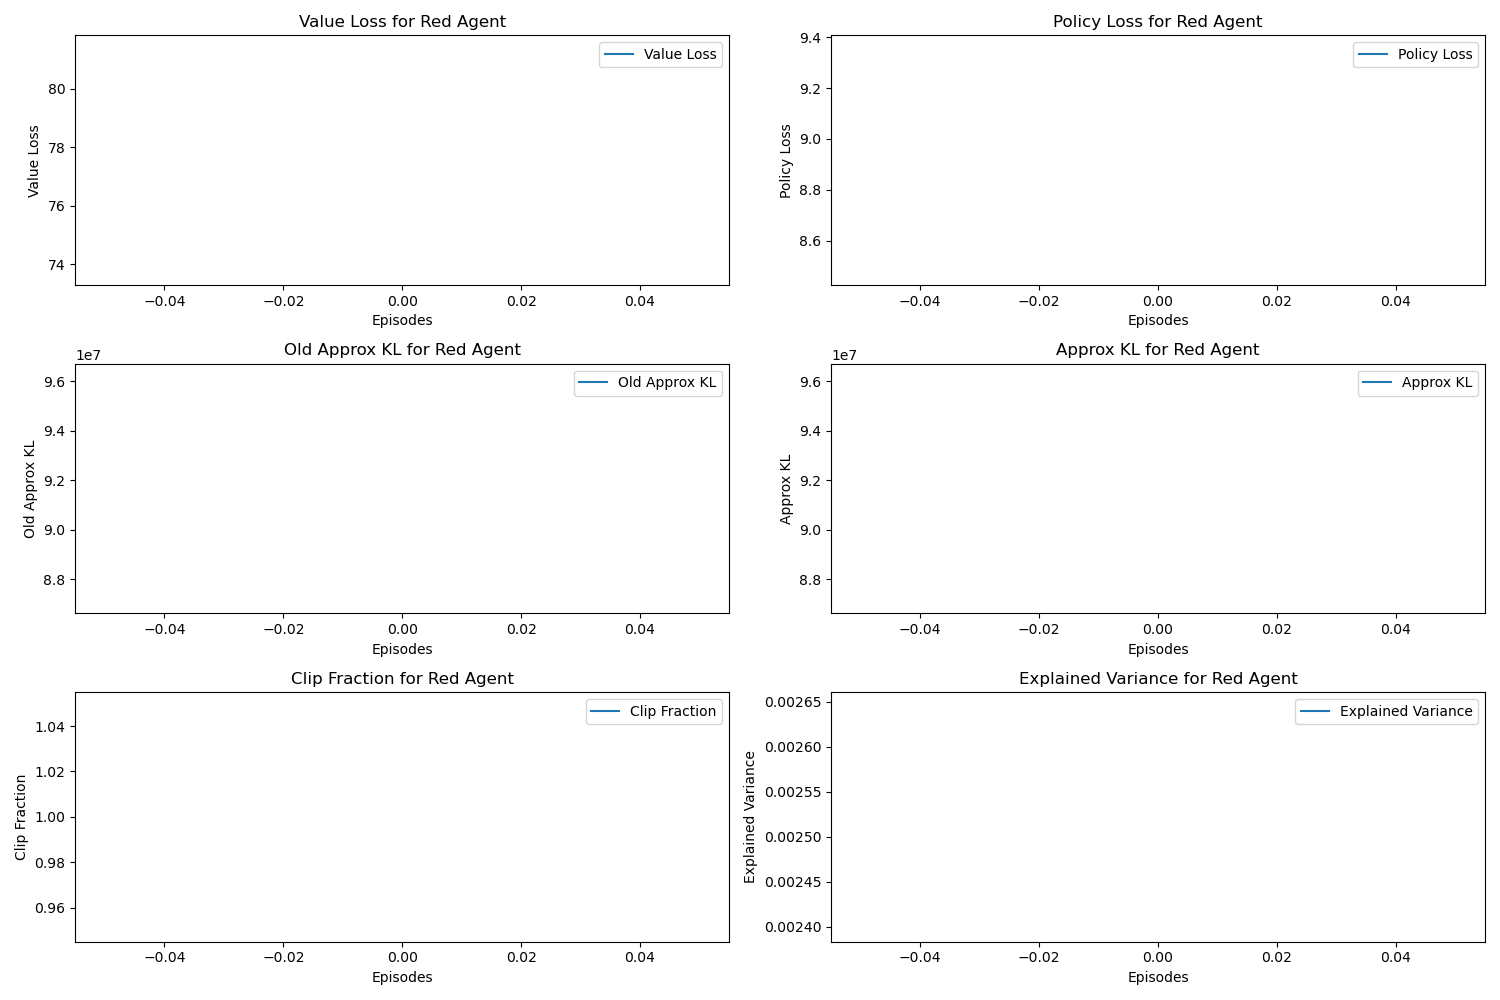 Value Loss for Red Agent
Value Loss
80
78
76
74
Value Loss
−0.04 −0.02 0.00 0.02 0.04
Episodes
Policy Loss for Red Agent
Policy Loss
9.4
9.2
9.0
8.8
8.6
Policy Loss
−0.04 −0.02 0.00 0.02 0.04
Episodes
Old Approx KL for Red Agent
1e7
Old Approx KL
9.6
9.4
9.2
9.0
8.8
Old Approx KL
−0.04 −0.02 0.00 0.02 0.04
Episodes
Approx KL for Red Agent
1e7
Approx KL
9.6
9.4
9.2
9.0
8.8
Approx KL
−0.04 −0.02 0.00 0.02 0.04
Episodes
Clip Fraction for Red Agent
Clip Fraction
1.04
1.02
1.00
0.98
0.96
Clip Fraction
−0.04 −0.02 0.00 0.02 0.04
Episodes
Explained Variance for Red Agent
Explained Variance
0.00265
0.00260
0.00255
0.00250
0.00245
0.00240
Explained Variance
−0.04 −0.02 0.00 0.02 0.04
Episodes